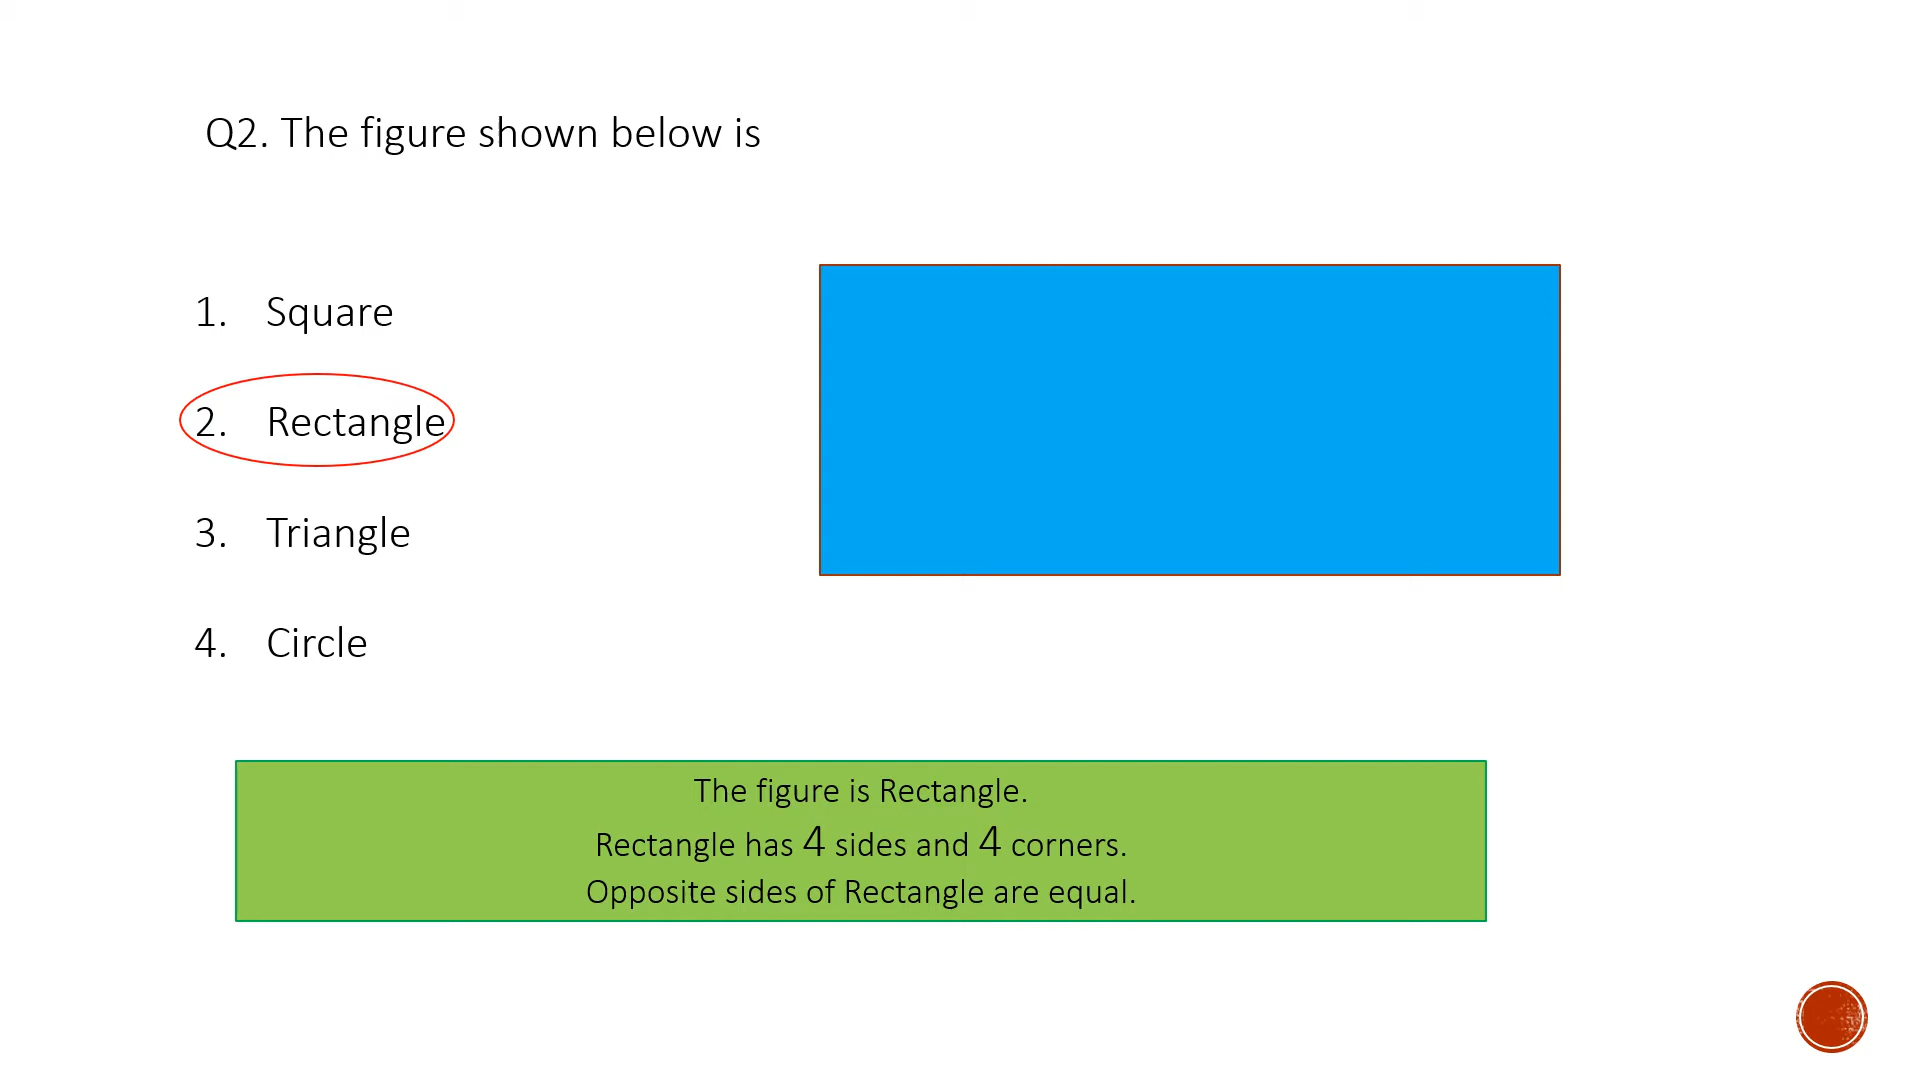 Q2. The figure shown below is
1. Square
2. Rectangle
3. Triangle
4. Circle
The figure is Rectangle.
Rectangle has 4 sides and 4 corners.
Opposite sides of Rectangle are equal.